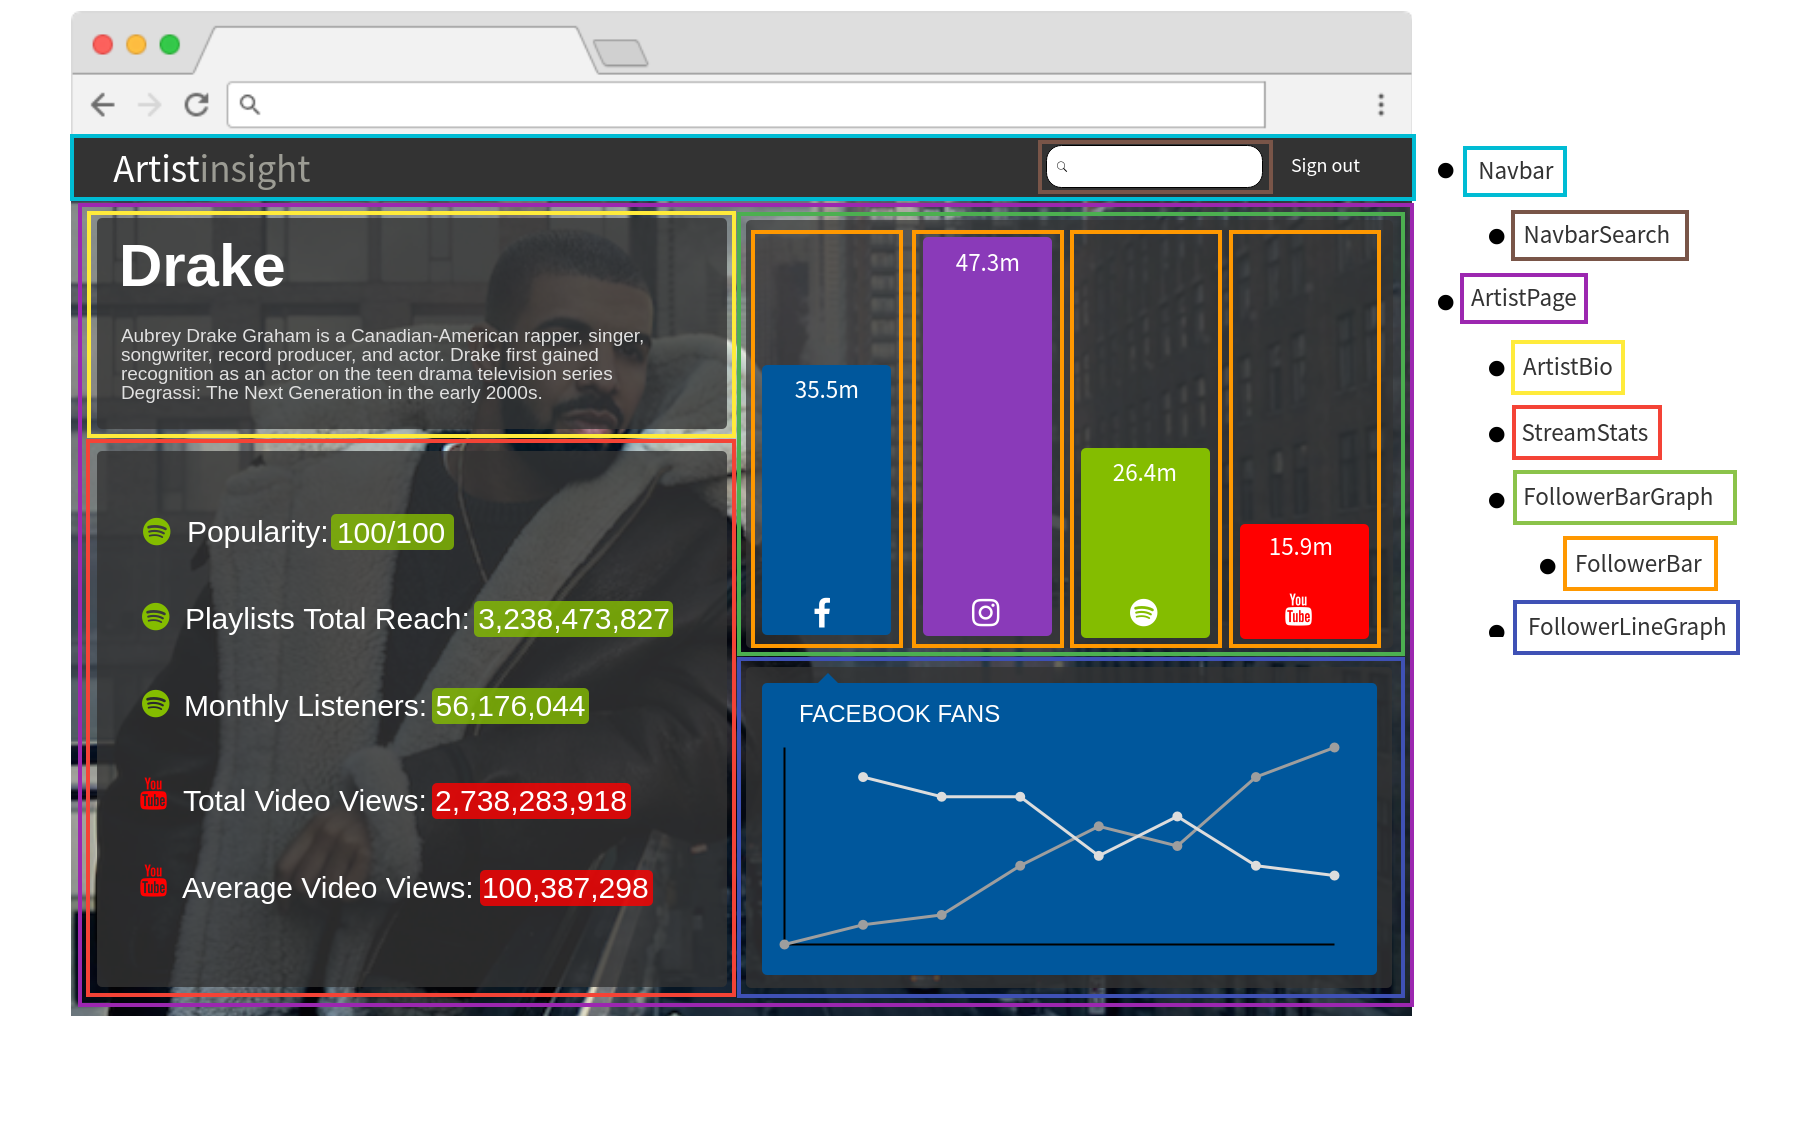 Artistinsight
Sign out
Drake
Aubrey Drake Graham is a Canadian-American rapper, singer,
songwriter, record producer, and actor. Drake first gained
recognition as an actor on the teen drama television series
Degrassi: The Next Generation in the early 2000s.
Popularity: 100/100
Playlists Total Reach: 3,238,473,827
Monthly Listeners: 56,176,044
You
Tube
Total Video Views: 2,738,283,918
You
Tube
Average Video Views: 100,387,298
35.5m
47.3m
26.4m
15.9m
You
Tube
FACEBOOK FANS
Navbar
NavbarSearch
ArtistPage
ArtistBio
StreamStats
FollowerBarGraph
FollowerBar
FollowerLineGraph